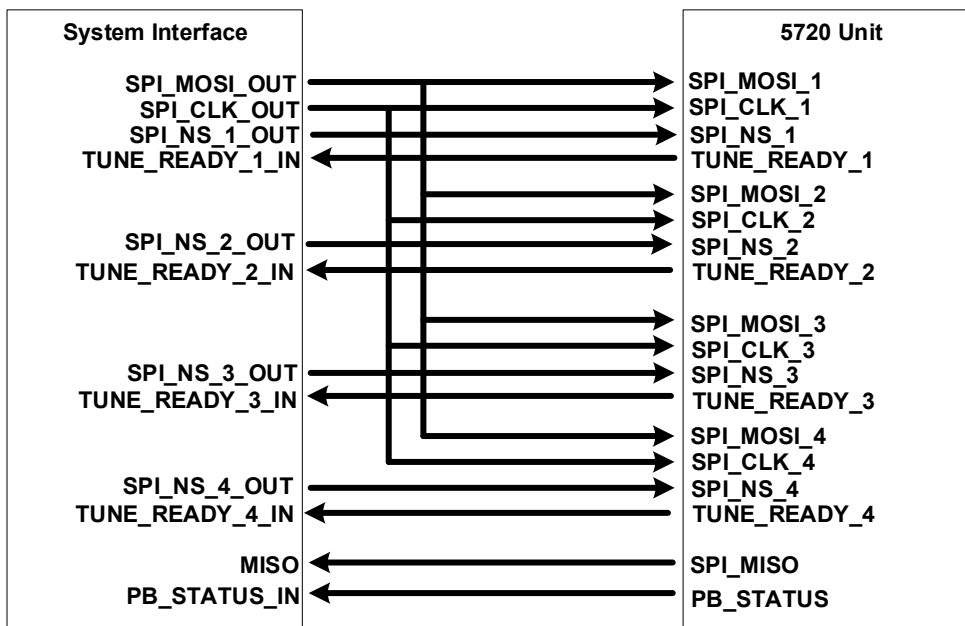 System Interface
5720 Unit
SPI_MOSI_OUT
SPI_MOSI_1
SPI_CLK_OUT
SPI_CLK_1
SPI_NS_1_OUT
SPI_NS_1
TUNE_READY_1_IN
TUNE_READY_1
SPI_MOSI_2
SPI_CLK_2
SPI_NS_2_OUT
SPI_NS_2
TUNE_READY_2_IN
TUNE_READY_2
SPI_MOSI_3
SPI_CLK_3
SPI_NS_3_OUT
SPI_NS_3
TUNE_READY_3_IN
TUNE_READY_3
SPI_MOSI_4
SPI_CLK_4
SPI_NS_4_OUT
SPI_NS_4
TUNE_READY_4_IN
TUNE_READY_4
MISO
SPI_MISO
PB_STATUS_IN
PB_STATUS